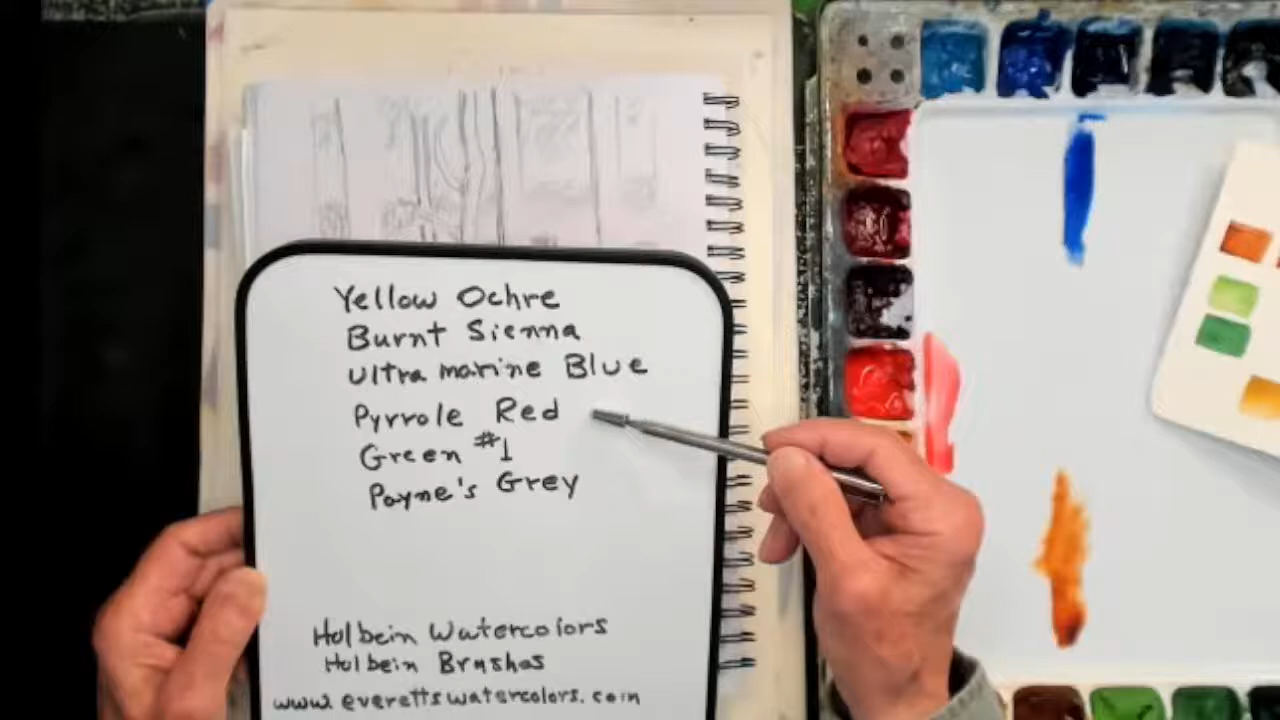 Yellow Ochre
Burnt Sienna
Ultra marine Blue
Pyrrole Red
Green #1
Payne's Grey
Holbein Watercolors
Holbein Brushes
www.everettswatercolors.com